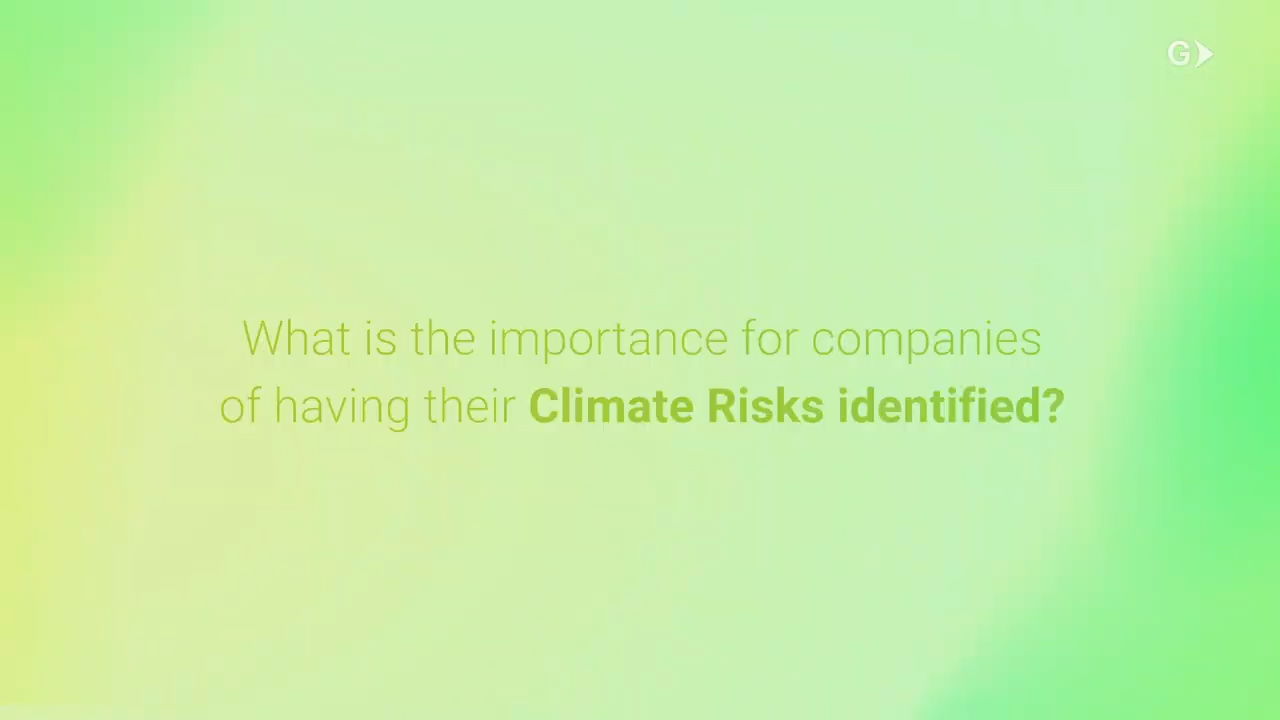 G
What is the importance for companies
of having their Climate Risks identified?